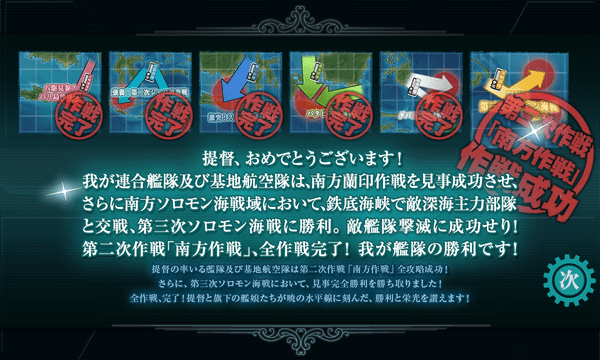 作戦完了
作戦完了
作戦完了
作戦完了
作戦完了
第二次作戦
「南方作戦」
作戦成功
提督、おめでとうございます!
我が連合艦隊及び基地航空隊は、南方蘭印作戦を見事成功させ、
さらに南方ソロモン海戦域において、鉄底海峡で敵深海主力部隊
と交戦、第三次ソロモン海戦に勝利。敵艦隊撃滅に成功せり!
第二次作戦「南方作戦」、全作戦完了! 我が艦隊の勝利です!
提督の率いる艦隊及び基地航空隊は第二次作戦「南方作戦」全攻略成功!
さらに、第三次ソロモン海戦において、見事完全勝利を勝ち取りました!
全作戦、完了!提督と旗下の艦娘たちが暁の水平線に刻んだ、勝利と栄光を讃えます!
次